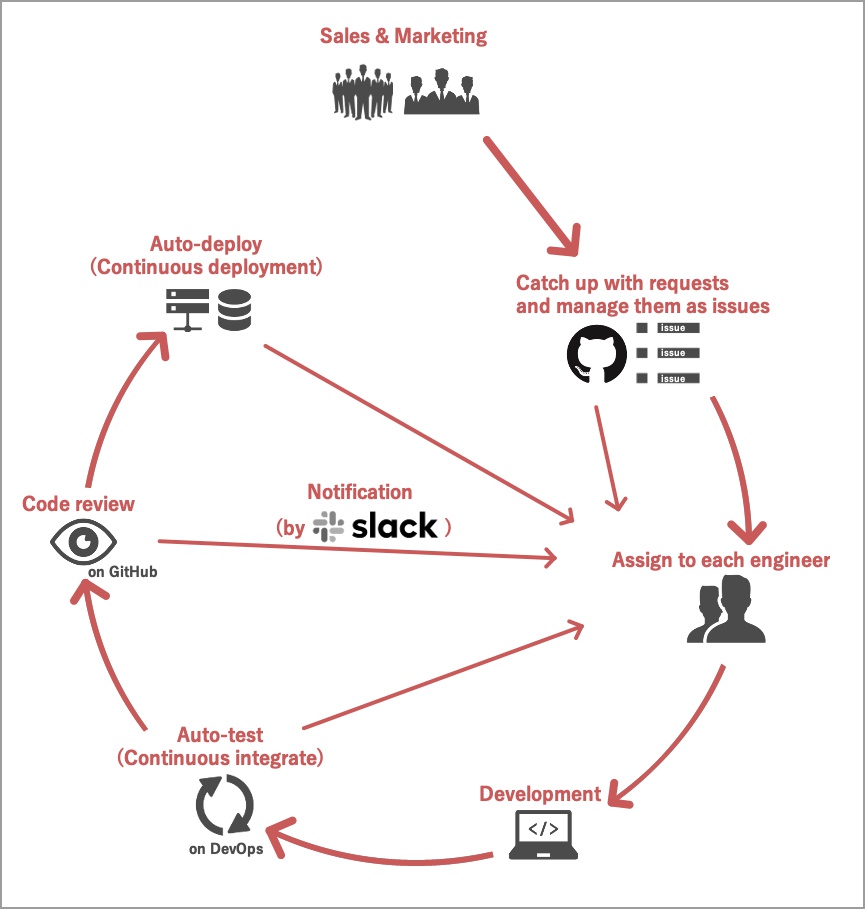 Sales & Marketing
Auto-deploy
(Continuous deployment)
Catch up with requests
and manage them as issues
issue
issue
issue
Code review
on GitHub
Notification
(by slack )
Assign to each engineer
Auto-test
(Continuous integrate)
on DevOps
Development
</>